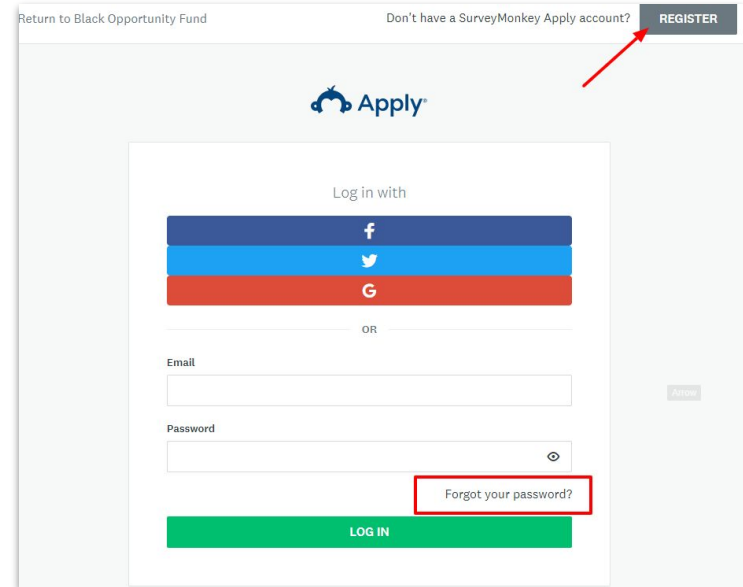 Return to Black Opportunity Fund
Don't have a SurveyMonkey Apply account?
REGISTER
Apply
Log in with
f
G
OR
Email
Arrow
Password
Forgot your password?
LOG IN